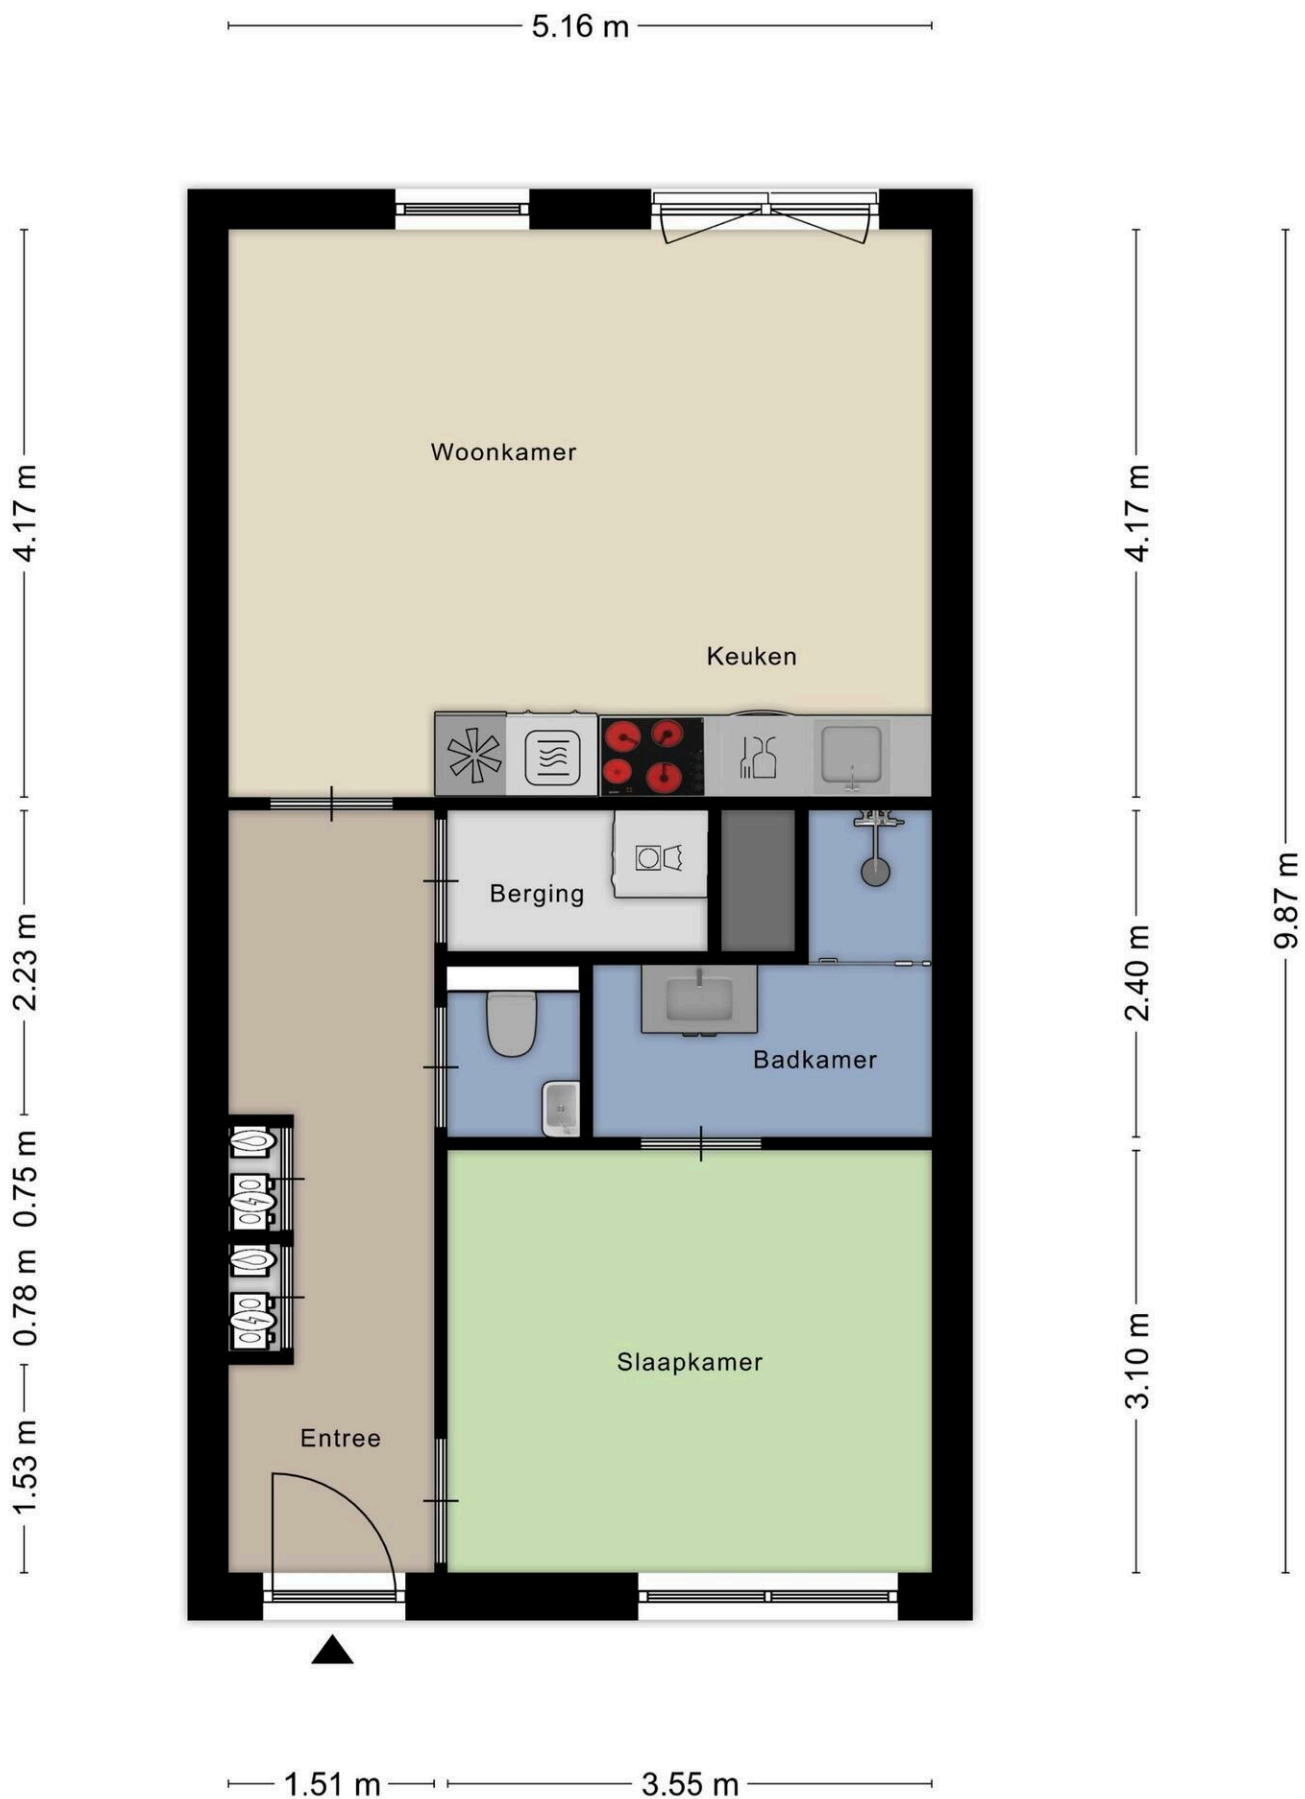 5.16 m
Woonkamer
4.17 m
4.17 m
Keuken
Berging
9.87 m
2.23 m
2.40 m
Badkamer
0.75 m
0.78 m
Slaapkamer
3.10 m
Entree
1.53 m
1.51 m
3.55 m